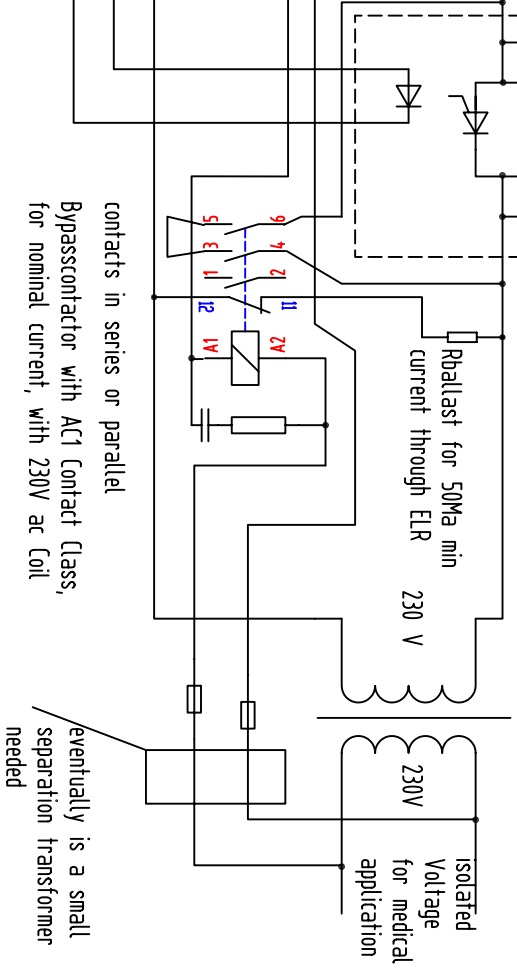 isolated
Voltage
for medical
application
Rballast for 50Ma min
current through ELR
230 V
230V
6
4
2
11
A2
5
3
1
12
A1
contacts in series or parallel
Bypasscontactor with AC1 Contact Class,
for nominal current, with 230V ac Coil
eventually is a small
separation transformer
needed